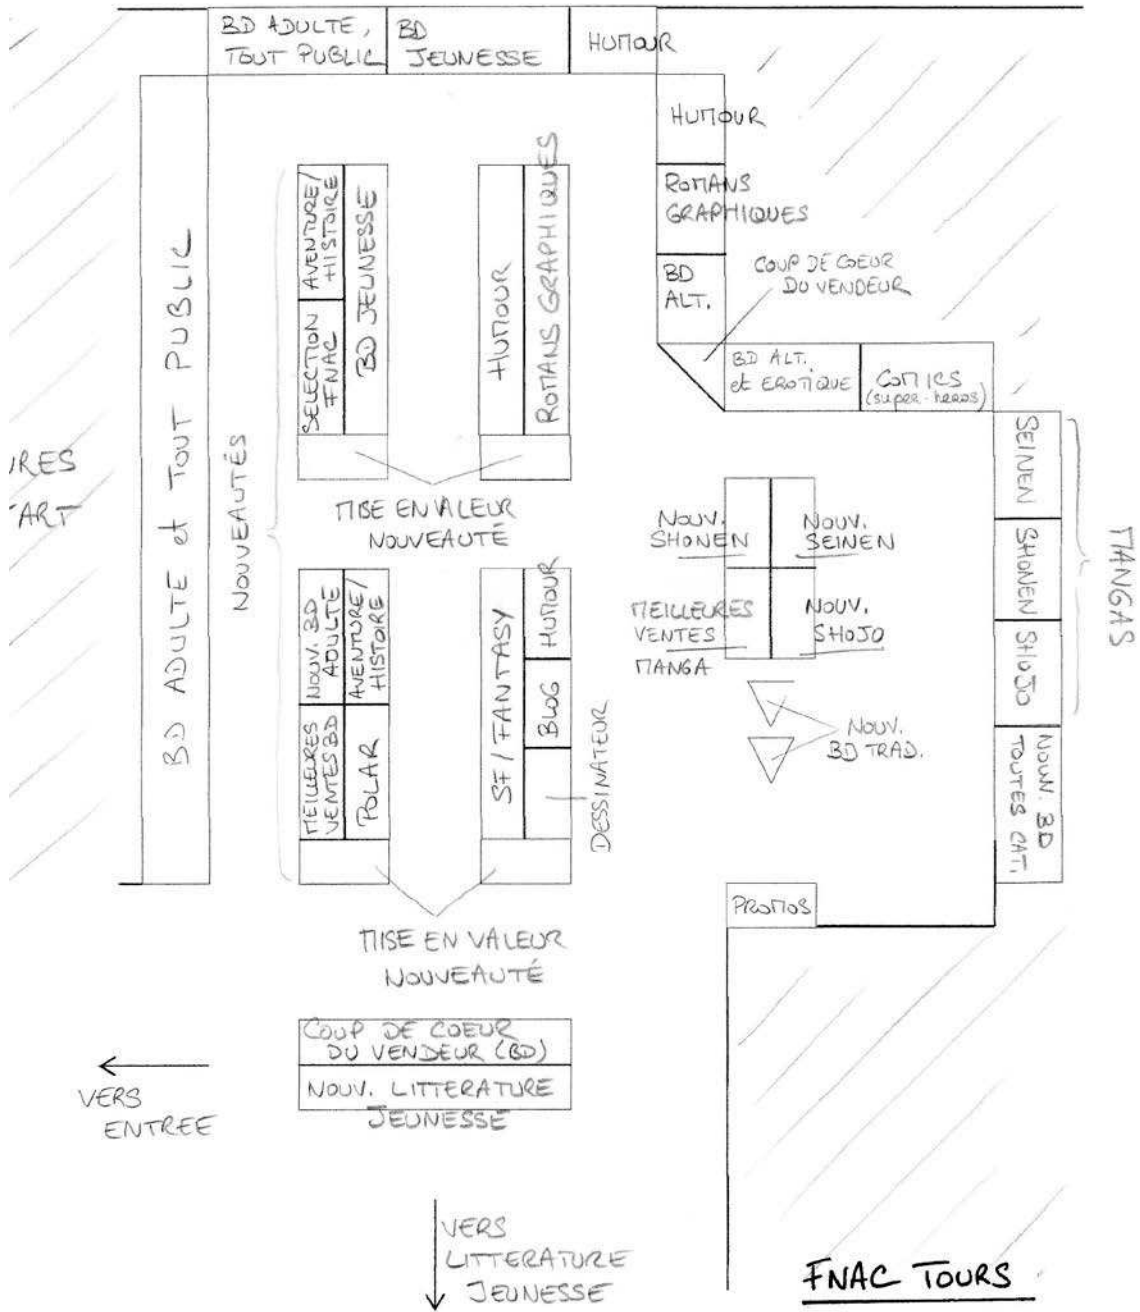 BD ADULTE,
TOUT PUBLIC
BD
JEUNESSE
HUMOUR
HUMOUR
ROMANS
GRAPHIQUES
BD
ALT.
COUP DE COEUR
DU VENDEUR
BD ALT.
et EROTIQUE
COMICS
(super-heros)
SEINEN
SHONEN
SHOJO
MANGAS
NOUV. BD
TOUTES CAT.
BD ADULTE et TOUT PUBLIC
NOUVEAUTÉS
AVENTURE/
HISTOIRE
SELECTION
FNAC
BD JEUNESSE
HUMOUR
ROMANS GRAPHIQUES
MISE EN VALEUR
NOUVEAUTÉ
URES
ART
NOUV. BD
ADULTE
AVENTURE/
HISTOIRE
MEILLEURES
VENTES BD
POLAR
SF/FANTASY
HUMOUR
BLOG
DESSINATEUR
NOUV.
SHONEN
NOUV.
SEINEN
MEILLEURES
VENTES
MANGA
NOUV.
SHOJO
NOUV.
BD TRAD.
PROMOS
MISE EN VALEUR
NOUVEAUTÉ
COUP DE COEUR
DU VENDEUR (BD)
NOUV. LITTERATURE
JEUNESSE
VERS
ENTREE
VERS
LITTERATURE
JEUNESSE
FNAC TOURS